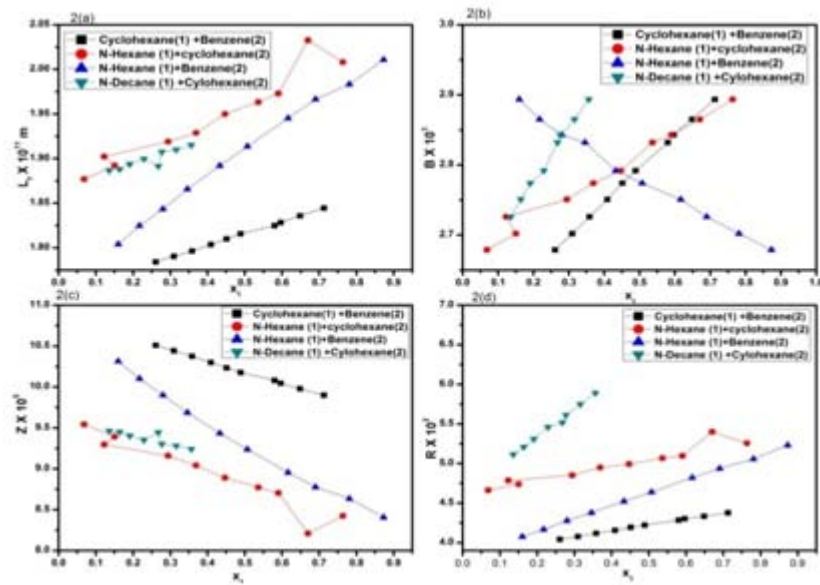 2(a)
Cyclohexane(1) +Benzene(2)
N-Hexane (1)+cyclohexane(2)
N-Hexane (1)+Benzene(2)
N-Decane (1) +Cylohexane(2)
2.05
2.00
1.95
1.90
1.85
1.80
0.0 0.1 0.2 0.3 0.4 0.5 0.6 0.7 0.8 0.9
2(b)
Cyclohexane(1) +Benzene(2)
N-Hexane (1)+cyclohexane(2)
N-Hexane (1)+Benzene(2)
N-Decane (1) +Cylohexane(2)
3.0
2.9
2.8
2.7
0.0 0.1 0.2 0.3 0.4 0.5 0.6 0.7 0.8 0.9 1.0
2(c)
Cyclohexane(1) +Benzene(2)
N-Hexane (1)+cyclohexane(2)
N-Hexane (1)+Benzene(2)
N-Decane (1) +Cylohexane(2)
11.0
10.5
10.0
9.5
9.0
8.5
8.0
0.0 0.1 0.2 0.3 0.4 0.5 0.6 0.7 0.8 0.9
2(d)
Cyclohexane(1) +Benzene(2)
N-Hexane (1)+cyclohexane(2)
N-Hexane (1)+Benzene(2)
N-Decane (1) +Cylohexane(2)
7.0
6.5
6.0
5.5
5.0
4.5
4.0
0.0 0.1 0.2 0.3 0.4 0.5 0.6 0.7 0.8 0.9